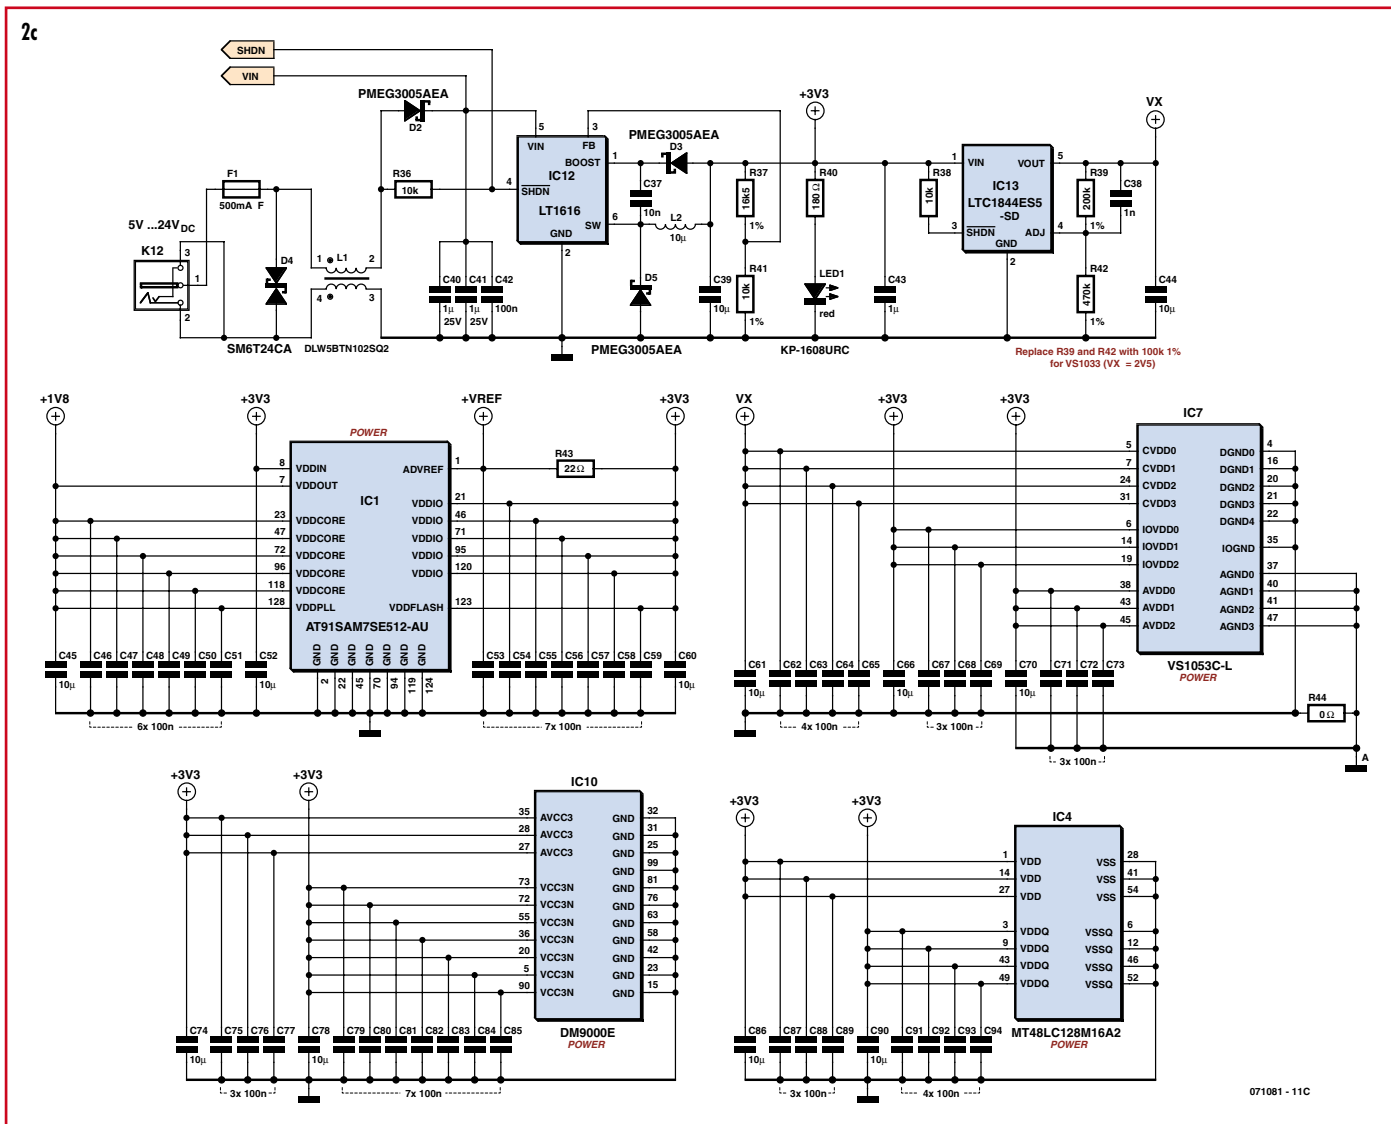 2c
SHDN
VIN
PMEG3005AEA
D2
F1
500mA F
5V ...24VDC
K12
3
1
2
D4
SM6T24CA
1
L1
2
4
3
DLW5BTN102SQ2
R36
10k
C40
1µ
25V
C41
1µ
25V
C42
100n
5
VIN
3
FB
BOOST
1
IC12
4
SHDN
LT1616
SW
6
GND
2
C37
10n
PMEG3005AEA
D3
L2
10µ
D5
PMEG3005AEA
C39
10µ
R37
16k5
1%
R41
10k
1%
+3V3
R40
180Ω
LED1
red
KP-1608URC
C43
1µ
R38
10k
1
VIN
VOUT
5
IC13
LTC1844ES5
-SD
3
SHDN
ADJ
4
GND
2
VX
R39
200k
1%
C38
1n
R42
470k
1%
C44
10µ
Replace R39 and R42 with 100k 1%
for VS1033 (VX = 2V5)
+1V8
+3V3
POWER
+VREF
+3V3
8
VDDIN
ADVREF
1
R43
22Ω
7
VDDOUT
IC1
VDDIO
21
23
VDDCORE
VDDIO
46
47
VDDCORE
VDDIO
71
72
VDDCORE
VDDIO
95
96
VDDCORE
VDDIO
120
118
VDDCORE
128
VDDPLL
VDDFLASH
123
AT91SAM7SE512-AU
GND
GND
GND
GND
GND
GND
GND
2
22
45
70
94
119
124
C45
10µ
C46
C47
C48
C49
C50
C51
C52
10µ
6x 100n
C53
C54
C55
C56
C57
C58
C59
C60
10µ
7x 100n
VX
+3V3
+3V3
IC7
5
CVDD0
DGND0
4
7
CVDD1
DGND1
16
24
CVDD2
DGND2
20
31
CVDD3
DGND3
21
DGND4
22
6
IOVDD0
14
IOVDD1
IOGND
35
19
IOVDD2
AGND0
37
38
AVDD0
AGND1
40
43
AVDD1
AGND2
41
45
AVDD2
AGND3
47
VS1053C-L
POWER
C61
10µ
C62
C63
C64
C65
C66
10µ
C67
C68
C69
C70
10µ
C71
C72
C73
4x 100n
3x 100n
3x 100n
R44
0Ω
A
+3V3
+3V3
IC10
35
AVCC3
GND
32
28
AVCC3
GND
31
27
AVCC3
GND
25
GND
99
73
VCC3N
GND
81
72
VCC3N
GND
76
55
VCC3N
GND
63
36
VCC3N
GND
58
20
VCC3N
GND
42
5
VCC3N
GND
23
90
VCC3N
GND
15
DM9000E
POWER
C74
10µ
C75
C76
C77
C78
10µ
C79
C80
C81
C82
C83
C84
C85
3x 100n
7x 100n
+3V3
+3V3
IC4
1
VDD
VSS
28
14
VDD
VSS
41
27
VDD
VSS
54
3
VDDQ
VSSQ
6
9
VDDQ
VSSQ
12
43
VDDQ
VSSQ
46
49
VDDQ
VSSQ
52
MT48LC128M16A2
POWER
C86
10µ
C87
C88
C89
C90
10µ
C91
C92
C93
C94
3x 100n
4x 100n
071081 - 11C